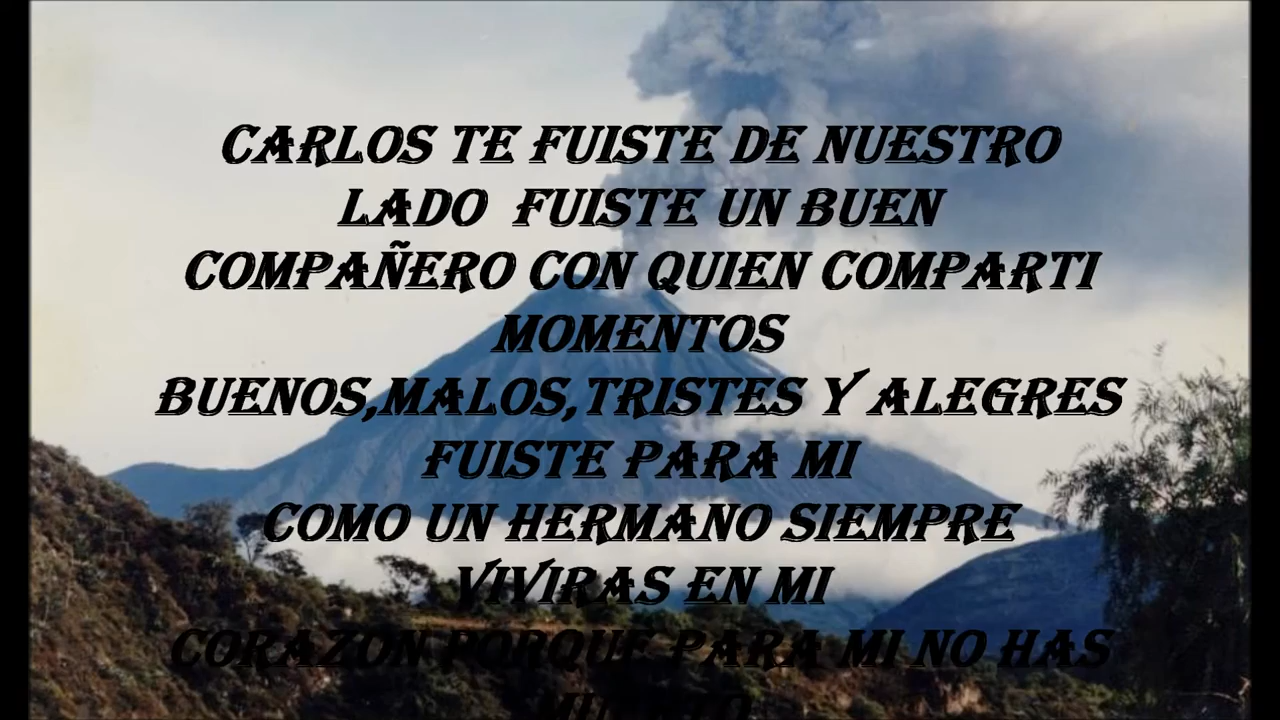 CARLOS TE FUISTE DE NUESTRO
LADO FUISTE UN BUEN
COMPAÑERO CON QUIEN COMPARTI
MOMENTOS
BUENOS,MALOS,TRISTES Y ALEGRES
FUISTE PARA MI
COMO UN HERMANO SIEMPRE
VIVIRAS EN MI
CORAZON PORQUE PARA MI NO HAS